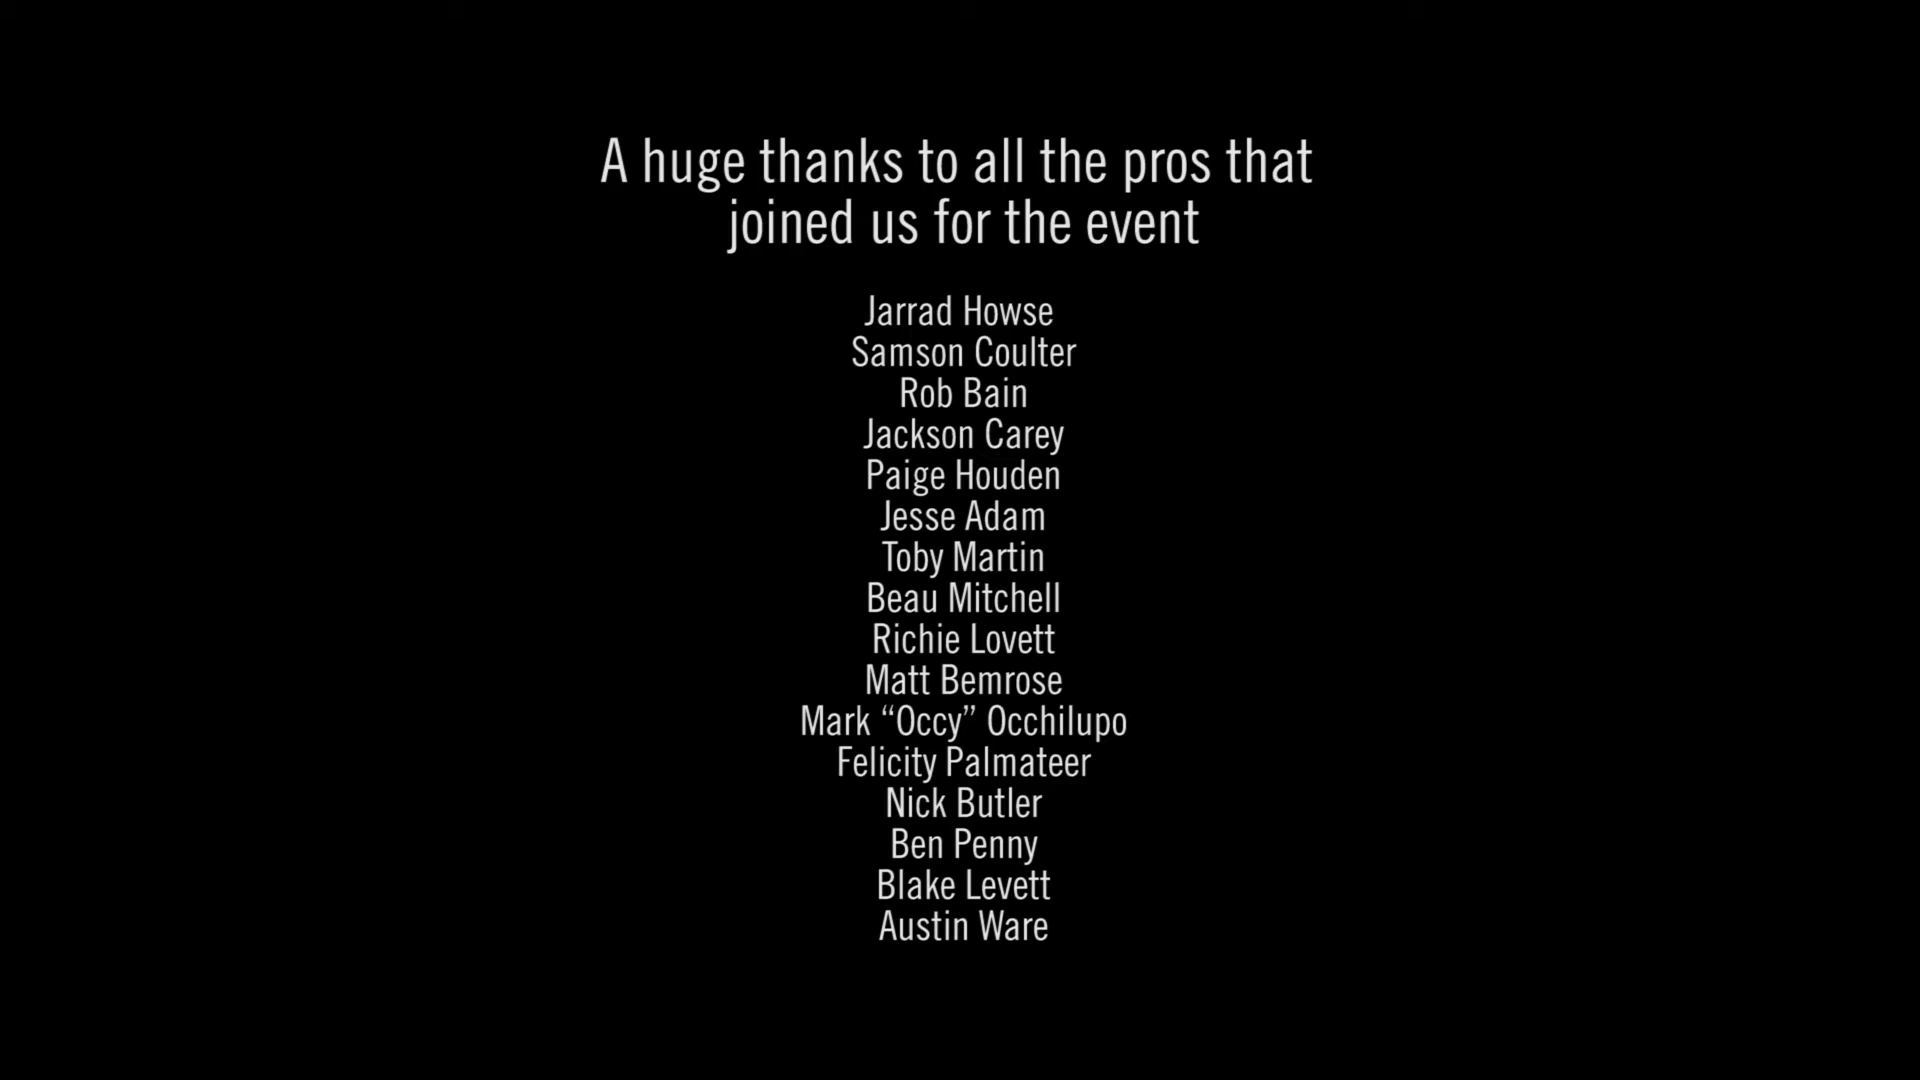 A huge thanks to all the pros that
joined us for the event
Jarrad Howse
Samson Coulter
Rob Bain
Jackson Carey
Paige Houden
Jesse Adam
Toby Martin
Beau Mitchell
Richie Lovett
Matt Bemrose
Mark “Occy” Occhilupo
Felicity Palmateer
Nick Butler
Ben Penny
Blake Levett
Austin Ware